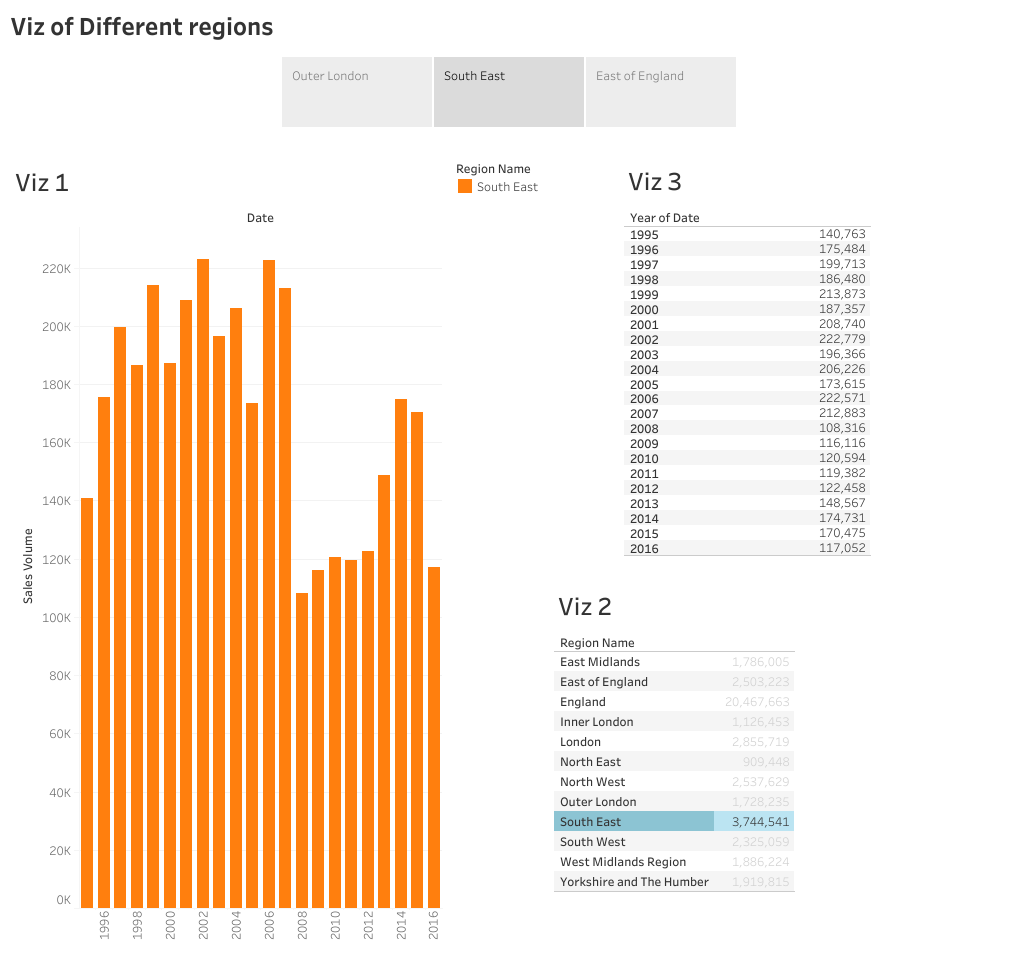 Viz of Different regions
Outer London South East East of England
Viz 1
Region Name
South East
Date
220K
200K
180K
160K
140K
120K
100K
80K
60K
40K
20K
0K
Sales Volume
1996 1998 2000 2002 2004 2006 2008 2010 2012 2014 2016
Viz 3
Year of Date
1995 140,763
1996 175,484
1997 199,713
1998 186,480
1999 213,873
2000 187,357
2001 208,740
2002 222,779
2003 196,366
2004 206,226
2005 173,615
2006 222,571
2007 212,883
2008 108,316
2009 116,116
2010 120,594
2011 119,382
2012 122,458
2013 148,567
2014 174,731
2015 170,475
2016 117,052
Viz 2
Region Name
East Midlands 1,786,005
East of England 2,503,223
England 20,467,663
Inner London 1,126,453
London 2,855,719
North East 909,448
North West 2,537,629
Outer London 1,728,235
South East 3,744,541
South West 2,325,059
West Midlands Region 1,886,224
Yorkshire and The Humber 1,919,815